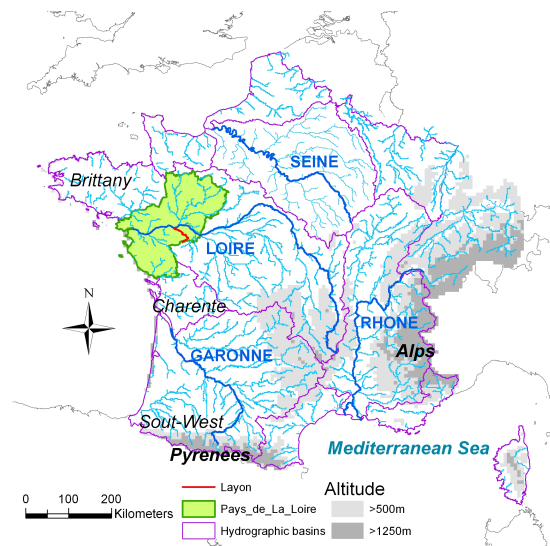 SEINE
Brittany
LOIRE
N
Charente
RHONE
GARONNE
Alps
Sout-West
Pyrenees
Mediterranean Sea
Layon
Altitude
0 100 200
Kilometers
Pays_de_La_Loire
>500m
Hydrographic basins
>1250m